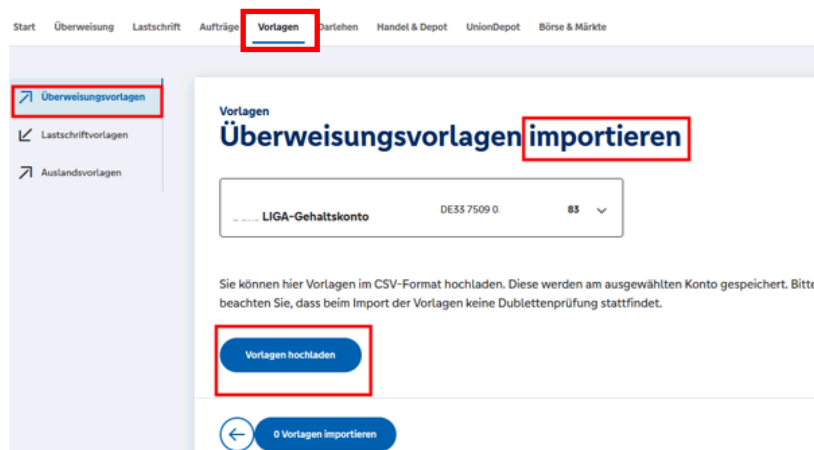 Start Überweisung Lastschrift Aufträge Vorlagen Darlehen Handel & Depot UnionDepot Börse & Märkte
Überweisungsvorlagen
Lastschriftvorlagen
Auslandsvorlagen
Vorlagen
Überweisungsvorlagen importieren
LIGA-Gehaltskonto DE33 7509 0 83
Sie können hier Vorlagen im CSV-Format hochladen. Diese werden am ausgewählten Konto gespeichert. Bitte
beachten Sie, dass beim Import der Vorlagen keine Dublettenprüfung stattfindet.
Vorlagen hochladen
0 Vorlagen importieren